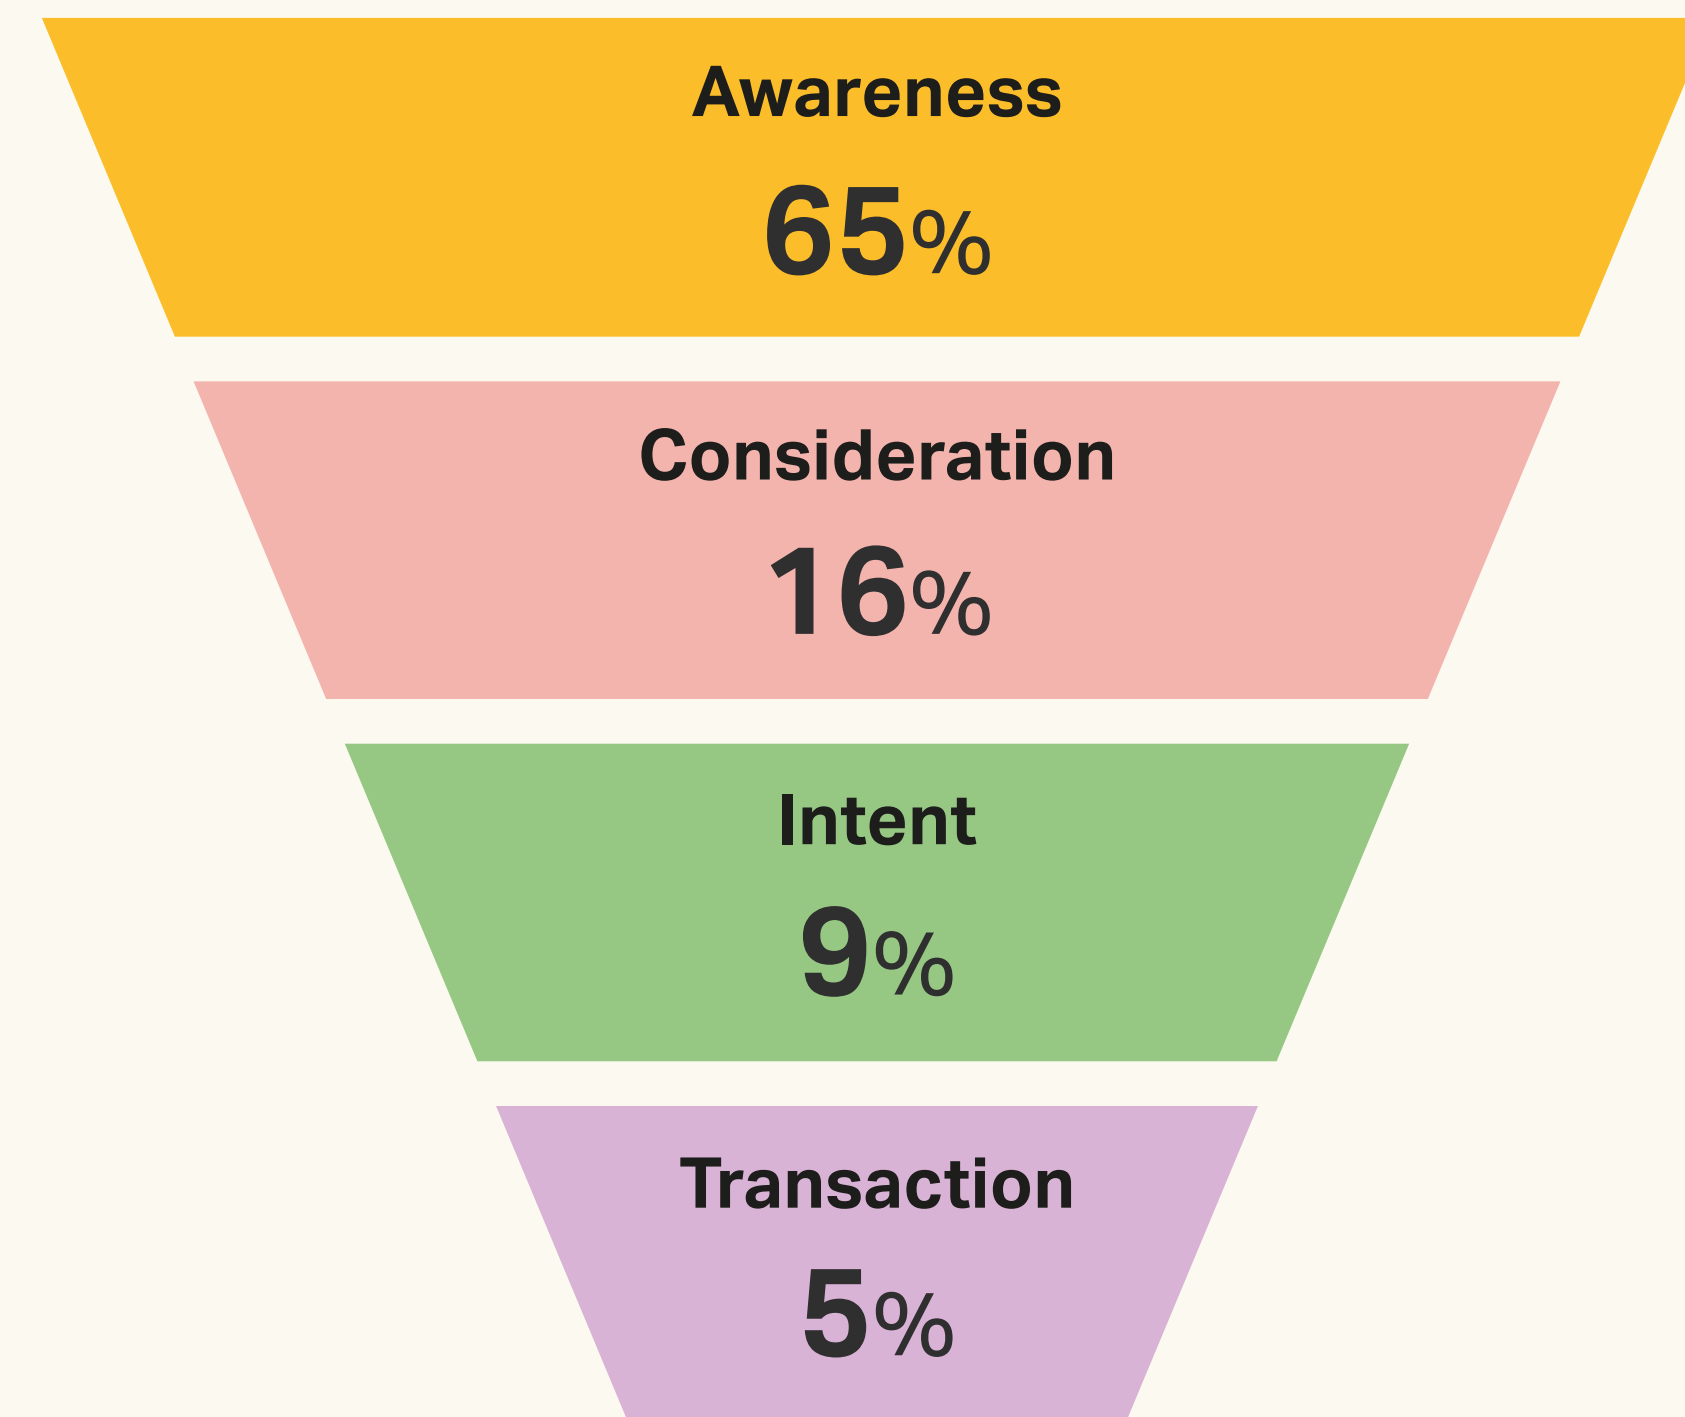 Awareness
65%
Consideration
16%
Intent
9%
Transaction
5%